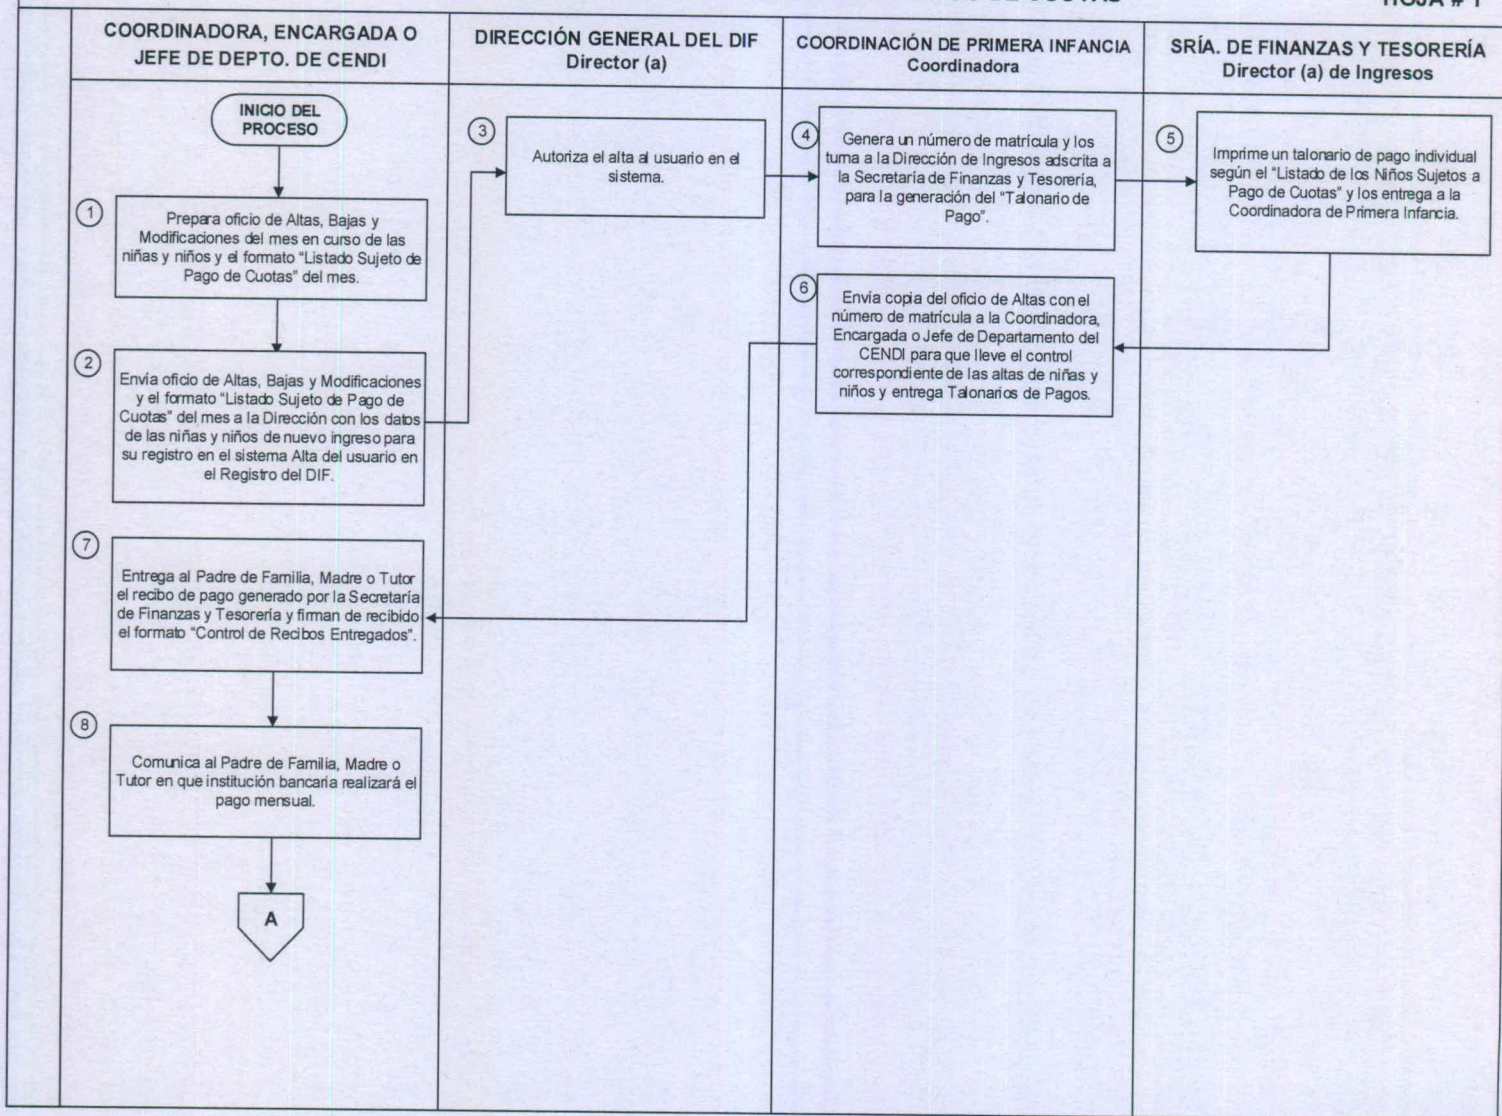 COORDINADORA, ENCARGADA O
JEFE DE DEPTO. DE CENDI
DIRECCIÓN GENERAL DEL DIF
Director (a)
COORDINACIÓN DE PRIMERA INFANCIA
Coordinadora
SRÍA. DE FINANZAS Y TESORERÍA
Director (a) de Ingresos
INICIO DEL
PROCESO
1
Prepara oficio de Altas, Bajas y
Modificaciones del mes en curso de las
niñas y niños y el formato “Listado Sujeto de
Pago de Cuotas” del mes.
2
Envía oficio de Altas, Bajas y Modificaciones
y el formato “Listado Sujeto de Pago de
Cuotas” del mes a la Dirección con los datos
de las niñas y niños de nuevo ingreso para
su registro en el sistema Alta del usuario en
el Registro del DIF.
3
Autoriza el alta al usuario en el
sistema.
4
Genera un número de matrícula y los
turna a la Dirección de Ingresos adscrita a
la Secretaría de Finanzas y Tesorería,
para la generación del “Talonario de
Pago”.
5
Imprime un talonario de pago individual
según el “Listado de los Niños Sujetos a
Pago de Cuotas” y los entrega a la
Coordinadora de Primera Infancia.
6
Envía copia del oficio de Altas con el
número de matrícula a la Coordinadora,
Encargada o Jefe de Departamento del
CENDI para que lleve el control
correspondiente de las altas de niñas y
niños y entrega Talonarios de Pagos.
7
Entrega al Padre de Familia, Madre o Tutor
el recibo de pago generado por la Secretaría
de Finanzas y Tesorería y firman de recibido
el formato “Control de Recibos Entregados”.
8
Comunica al Padre de Familia, Madre o
Tutor en que institución bancaria realizará el
pago mensual.
A